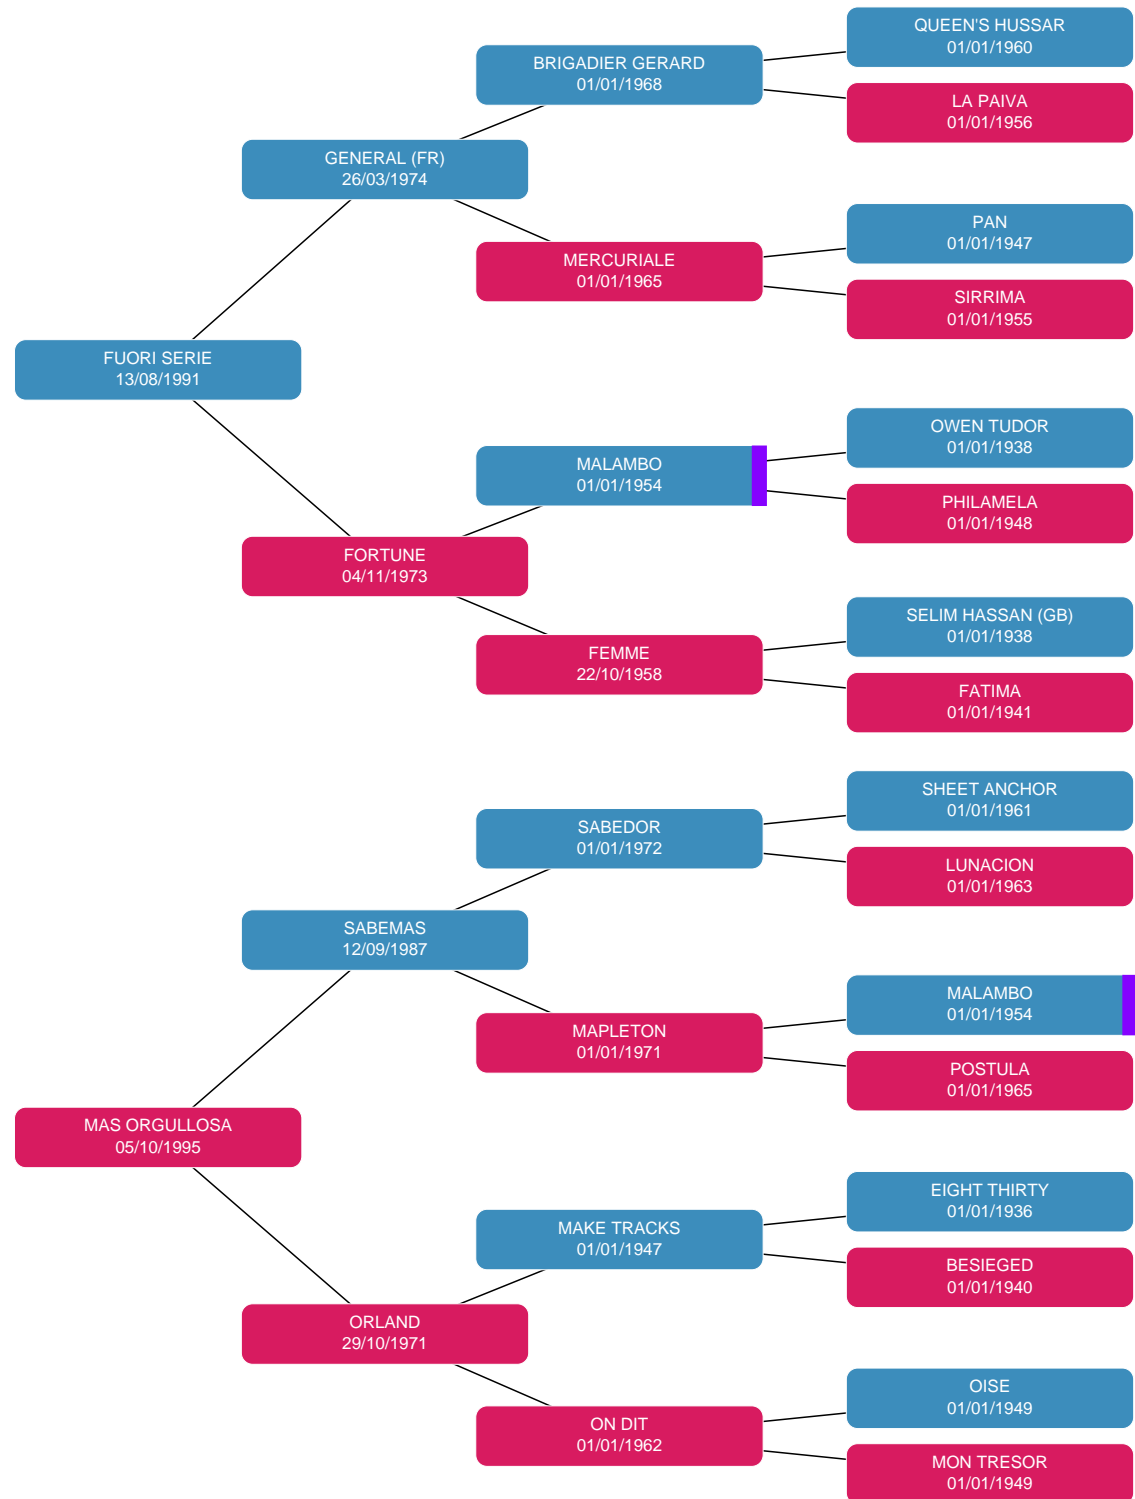 QUEEN'S HUSSAR
01/01/1960
BRIGADIER GERARD
01/01/1968
LA PAIVA
01/01/1956
GENERAL (FR)
26/03/1974
PAN
01/01/1947
MERCURIALE
01/01/1965
SIRRIMA
01/01/1955
FUORI SERIE
13/08/1991
OWEN TUDOR
01/01/1938
MALAMBO
01/01/1954
PHILAMELA
01/01/1948
FORTUNE
04/11/1973
SELIM HASSAN (GB)
01/01/1938
FEMME
22/10/1958
FATIMA
01/01/1941
SHEET ANCHOR
01/01/1961
SABEDOR
01/01/1972
LUNACION
01/01/1963
SABEMAS
12/09/1987
MALAMBO
01/01/1954
MAPLETON
01/01/1971
POSTULA
01/01/1965
MAS ORGULLOSA
05/10/1995
EIGHT THIRTY
01/01/1936
MAKE TRACKS
01/01/1947
BESIEGED
01/01/1940
ORLAND
29/10/1971
OISE
01/01/1949
ON DIT
01/01/1962
MON TRESOR
01/01/1949